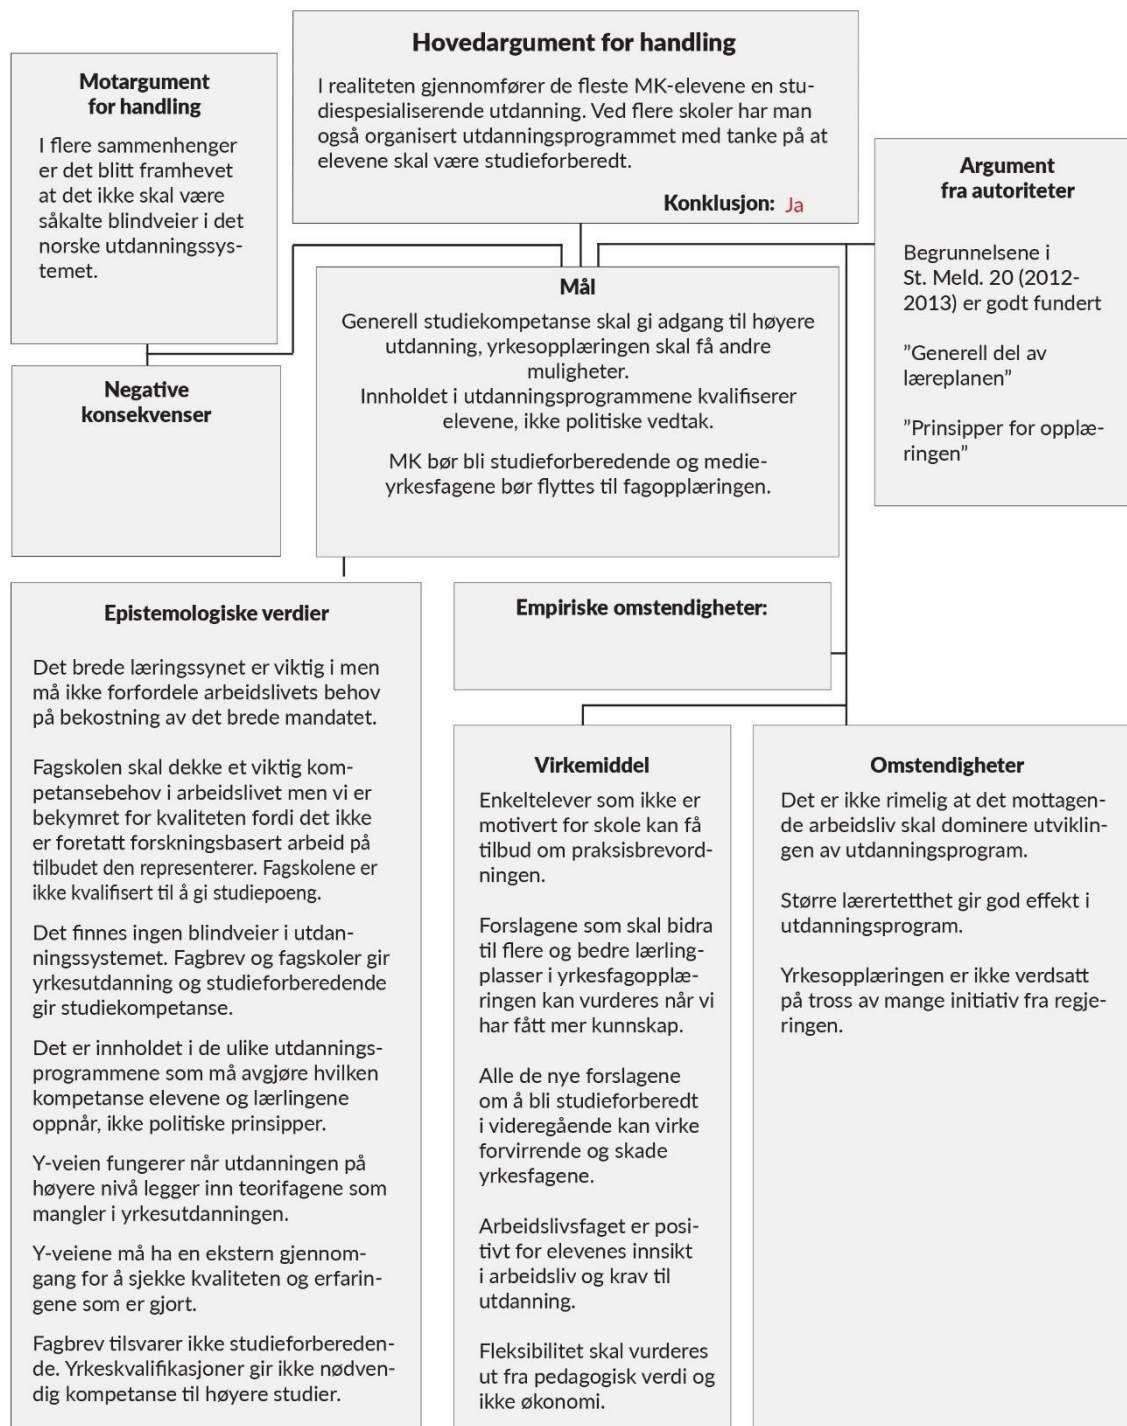 Hovedargument for handling
I realiteten gjennomfører de fleste MK-elevene en stu-
diespesialiserende utdanning. Ved flere skoler har man
også organisert utdanningsprogrammet med tanke på at
elevene skal være studieforberedt.
Konklusjon: Ja
Motargument
for handling
I flere sammenhenger
er det blitt framhevet
at det ikke skal være
såkalte blindveier i det
norske utdanningssys-
temet.
Argument
fra autoriteter
Begrunnelsene i
St. Meld. 20 (2012-
2013) er godt fundert
”Generell del av
læreplanen”
”Prinsipper for opplæ-
ringen”
Mål
Generell studiekompetanse skal gi adgang til høyere
utdanning, yrkesopplæringen skal få andre
muligheter.
Innholdet i utdanningsprogrammene kvalifiserer
elevene, ikke politiske vedtak.
MK bør bli studieforberedende og medie-
yrkesfagene bør flyttes til fagopplæringen.
Negative
konsekvenser
Epistemologiske verdier
Det brede læringssynet er viktig i men
må ikke forfordele arbeidslivets behov
på bekostning av det brede mandatet.
Fagskolen skal dekke et viktig kom-
petansebehov i arbeidslivet men vi er
bekymret for kvaliteten fordi det ikke
er foretatt forskningsbasert arbeid på
tilbudet den representerer. Fagskolene er
ikke kvalifisert til å gi studiepoeng.
Det finnes ingen blindveier i utdan-
ningssystemet. Fagbrev og fagskoler gir
yrkesutdanning og studieforberedende
gir studiekompetanse.
Det er innholdet i de ulike utdannings-
programmene som må avgjøre hvilken
kompetanse elevene og lærlingene
oppnår, ikke politiske prinsipper.
Y-veien fungerer når utdanningen på
høyere nivå legger inn teorifagene som
mangler i yrkesutdanningen.
Y-veiene må ha en ekstern gjennom-
gang for å sjekke kvaliteten og erfarin-
gene som er gjort.
Fagbrev tilsvarer ikke studieforbereden-
de. Yrkeskvalifikasjoner gir ikke nødven-
dig kompetanse til høyere studier.
Empiriske omstendigheter:
Virkemiddel
Enkeltelever som ikke er
motivert for skole kan få
tilbud om praksisbrevord-
ningen.
Forslagene som skal bidra
til flere og bedre lærling-
plasser i yrkesfagopplæ-
ringen kan vurderes når vi
har fått mer kunnskap.
Alle de nye forslagene
om å bli studieforberedt
i videregående kan virke
forvirrende og skade
yrkesfagene.
Arbeidslivsfaget er posi-
tivt for elevenes innsikt
i arbeidsliv og krav til
utdanning.
Fleksibilitet skal vurderes
ut fra pedagogisk verdi og
ikke økonomi.
Omstendigheter
Det er ikke rimelig at det mottagen-
de arbeidsliv skal dominere utviklin-
gen av utdanningsprogram.
Større lærertetthet gir god effekt i
utdanningsprogram.
Yrkesopplæringen er ikke verdsatt
på tross av mange initiativ fra regje-
ringen.